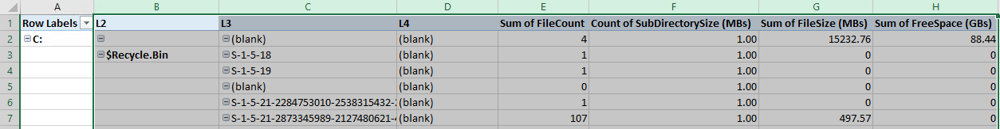 A B C D E F G H
1 Row Labels L2 L3 L4 Sum of FileCount Count of SubDirectorySize (MBs) Sum of FileSize (MBs) Sum of FreeSpace (GBs)
2 C: (blank) (blank) 4 1.00 15232.76 88.44
3 $Recycle.Bin S-1-5-18 (blank) 1 1.00 0 0
4 S-1-5-19 (blank) 1 1.00 0 0
5 (blank) (blank) 0 1.00 0 0
6 S-1-5-21-2284753010-2538315432- (blank) 1 1.00 0 0
7 S-1-5-21-2873345989-2127480621- (blank) 107 1.00 497.57 0